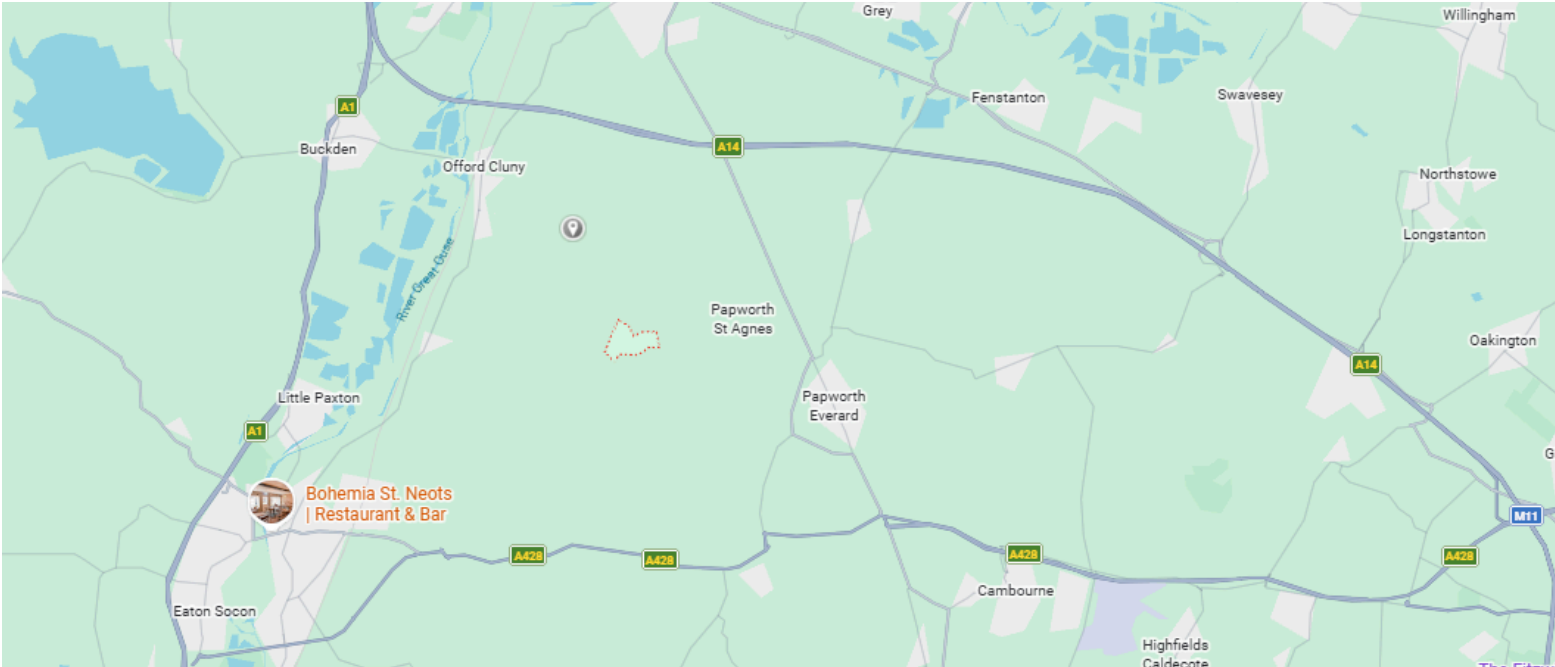 Grey
Willingham
Fenstanton
Swavesey
A1
Buckden
A14
Offord Cluny
Northstowe
Longstanton
River Great Ouse
Papworth
St Agnes
Oakington
A14
Little Paxton
Papworth
Everard
A1
G
Bohemia St. Neots
| Restaurant & Bar
M11
A428
A428
A428
A428
Cambourne
Eaton Socon
Highfields
Caldecote
The